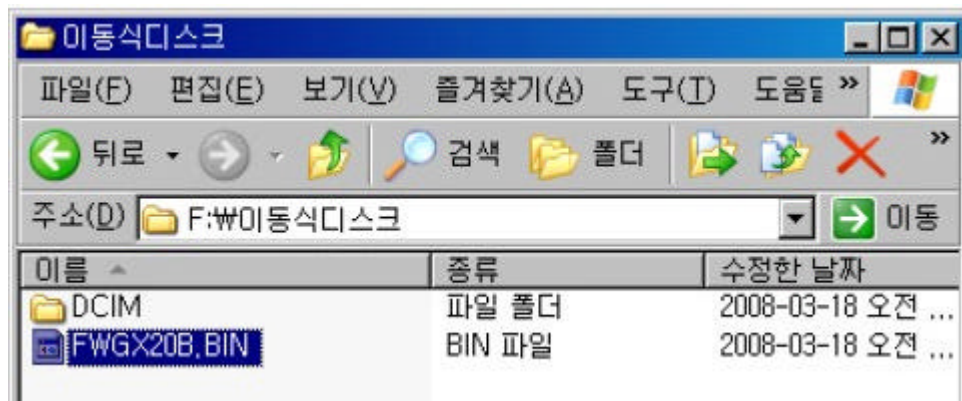 이동식디스크
파일(F) 편집(E) 보기(V) 즐겨찾기(A) 도구(T) »
뒤로 검색 폴더 »
주소(D) F:₩이동식디스크 이동
이름 종류 수정한 날짜
DCIM 파일 폴더 2008-03-18 오전 ...
FWGX20B.BIN BIN 파일 2008-03-18 오전 ...